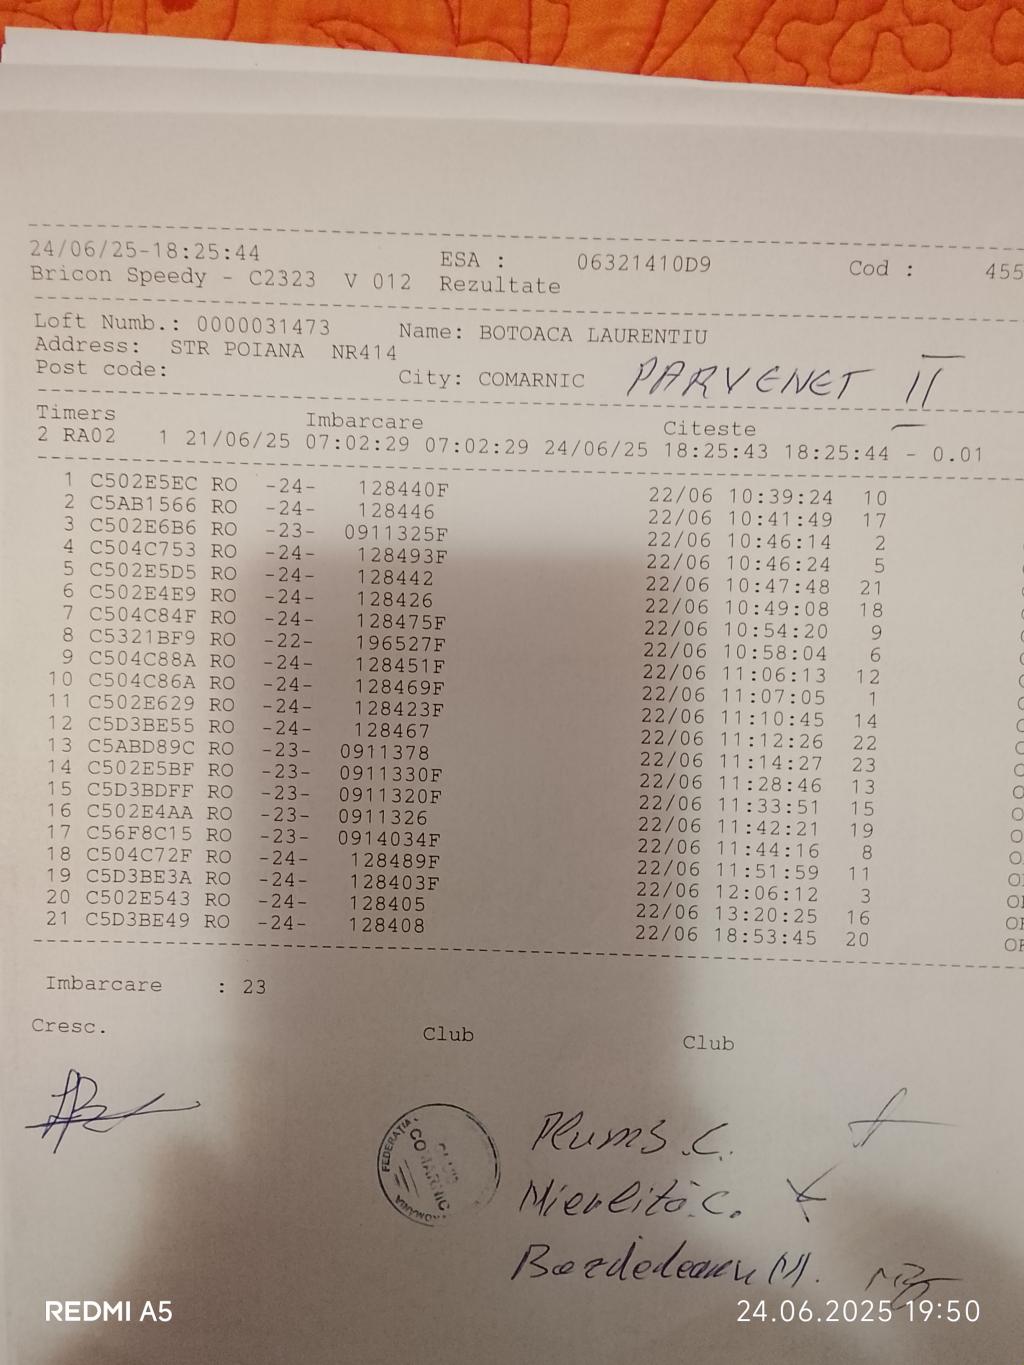 24/06/25-18:25:44 ESA : 06321410D9 Cod : 455
Bricon Speedy - C2323 V 012 Rezultate
Loft Numb.: 0000031473 Name: BOTOACA LAURENTIU
Address: STR POIANA NR414
Post code: City: COMARNIC PARVENET II
Timers Imbarcare Citeste
2 RA02 1 21/06/25 07:02:29 07:02:29 24/06/25 18:25:43 18:25:44 - 0.01
1 C502E5EC RO -24- 128440F 22/06 10:39:24 10
2 C5AB1566 RO -24- 128446 22/06 10:41:49 17
3 C502E6B6 RO -23- 0911325F 22/06 10:46:14 2
4 C504C753 RO -24- 128493F 22/06 10:46:24 5
5 C502E5D5 RO -24- 128442 22/06 10:47:48 21
6 C502E4E9 RO -24- 128426 22/06 10:49:08 18
7 C504C84F RO -24- 128475F 22/06 10:54:20 9
8 C5321BF9 RO -22- 196527F 22/06 10:58:04 6
9 C504C88A RO -24- 128451F 22/06 11:06:13 12
10 C504C86A RO -24- 128469F 22/06 11:07:05 1
11 C502E629 RO -24- 128423F 22/06 11:10:45 14
12 C5D3BE55 RO -24- 128467 22/06 11:12:26 22
13 C5ABD89C RO -23- 0911378 22/06 11:14:27 23
14 C502E5BF RO -23- 0911330F 22/06 11:28:46 13
15 C5D3BDFF RO -23- 0911320F 22/06 11:33:51 15
16 C502E4AA RO -23- 0911326 22/06 11:42:21 19
17 C56F8C15 RO -23- 0914034F 22/06 11:44:16 8
18 C504C72F RO -24- 128489F 22/06 11:51:59 11
19 C5D3BE3A RO -24- 128403F 22/06 12:06:12 3
20 C502E543 RO -24- 128405 22/06 13:20:25 16
21 C5D3BE49 RO -24- 128408 22/06 18:53:45 20
Imbarcare : 23
Cresc. Club Club
FEDERATIA
COMARNIC
C.
Mierlită C.
M.
REDMI A5 24.06.2025 19:50